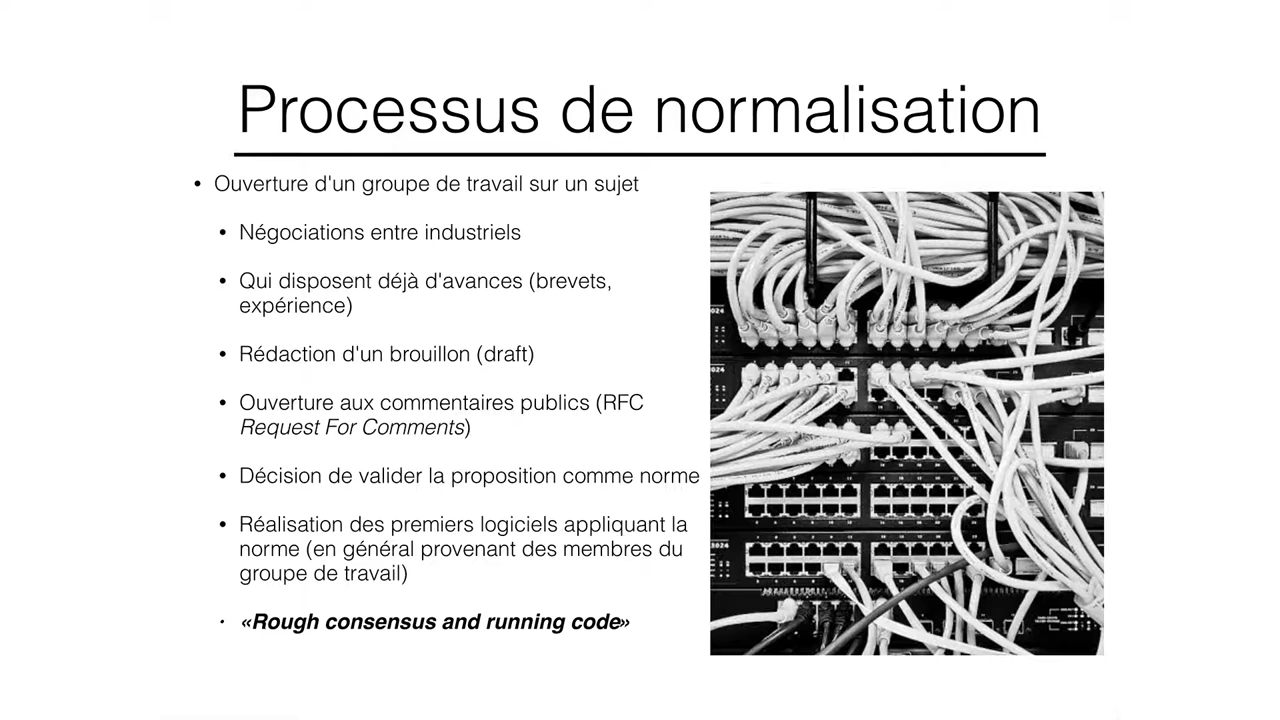 Processus de normalisation
• Ouverture d'un groupe de travail sur un sujet
• Négociations entre industriels
• Qui disposent déjà d'avances (brevets,
expérience)
• Rédaction d'un brouillon (draft)
• Ouverture aux commentaires publics (RFC
Request For Comments)
• Décision de valider la proposition comme norme
• Réalisation des premiers logiciels appliquant la
norme (en général provenant des membres du
groupe de travail)
• «Rough consensus and running code»